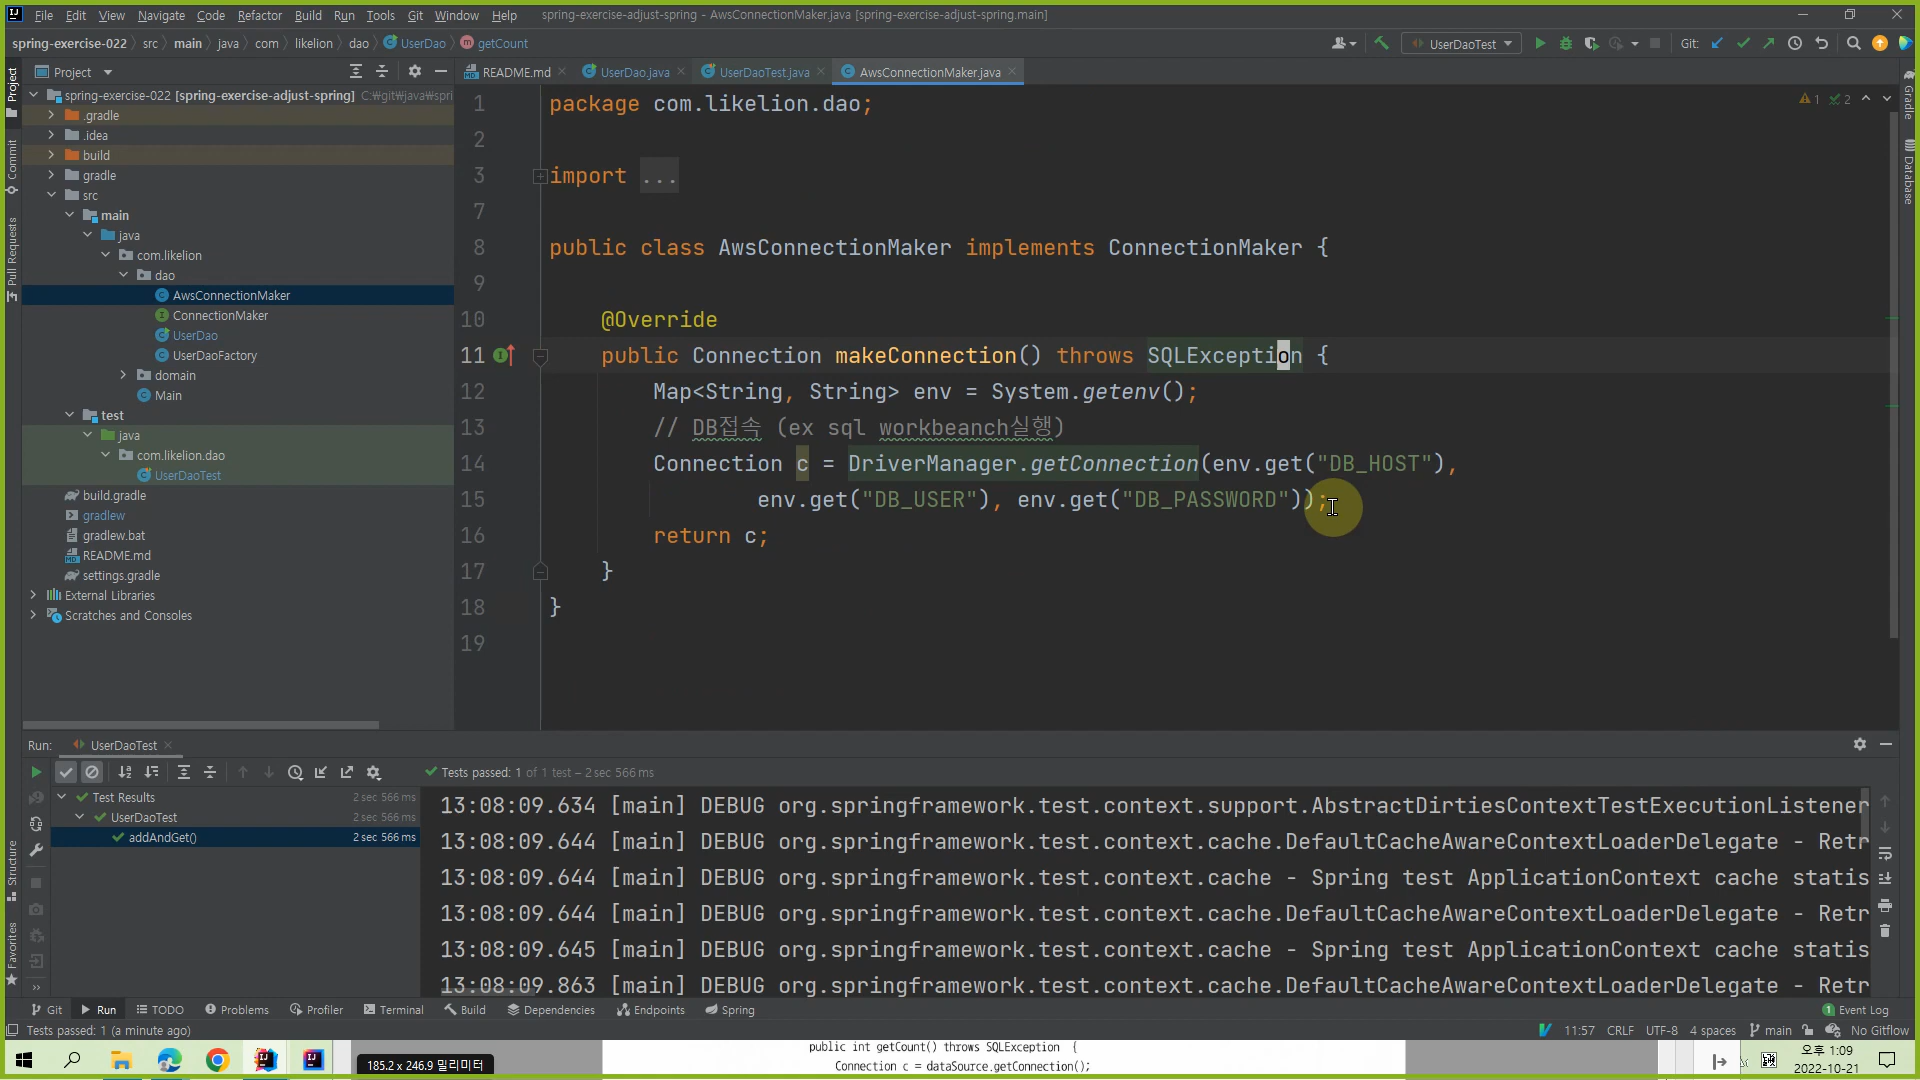 File Edit View Navigate Code Refactor Build Run Tools Git Window Help spring-exercise-adjust-spring - AwsConnectionMaker.java [spring-exercise-adjust-spring.main]
spring-exercise-022 src main java com likelion dao UserDao getCount UserDaoTest Git:
Project README.md UserDao.java UserDaoTest.java AwsConnectionMaker.java
spring-exercise-022 [spring-exercise-adjust-spring] C:₩git₩java₩spri
.gradle
.idea
build
gradle
src
main
java
com.likelion
dao
AwsConnectionMaker
ConnectionMaker
UserDao
UserDaoFactory
domain
Main
test
java
com.likelion.dao
UserDaoTest
build.gradle
gradlew
gradlew.bat
README.md
settings.gradle
External Libraries
Scratches and Consoles
Project
Commit
Pull Requests
Structure
Favorites
Gradle
Database
1 2
1 package com.likelion.dao;
2
3 import ...
7
8 public class AwsConnectionMaker implements ConnectionMaker {
9
10 @Override
11 public Connection makeConnection() throws SQLException {
12 Map<String, String> env = System.getenv();
13 // DB접속 (ex sql workbeanch실행)
14 Connection c = DriverManager.getConnection(env.get("DB_HOST"),
15 env.get("DB_USER"), env.get("DB_PASSWORD"));
16 return c;
17 }
18 }
19
Run: UserDaoTest
Tests passed: 1 of 1 test – 2 sec 566 ms
Test Results 2 sec 566 ms
UserDaoTest 2 sec 566 ms
addAndGet() 2 sec 566 ms
13:08:09.634 [main] DEBUG org.springframework.test.context.support.AbstractDirtiesContextTestExecutionListener
13:08:09.644 [main] DEBUG org.springframework.test.context.cache.DefaultCacheAwareContextLoaderDelegate - Retr
13:08:09.644 [main] DEBUG org.springframework.test.context.cache - Spring test ApplicationContext cache statis
13:08:09.644 [main] DEBUG org.springframework.test.context.cache.DefaultCacheAwareContextLoaderDelegate - Retr
13:08:09.645 [main] DEBUG org.springframework.test.context.cache - Spring test ApplicationContext cache statis
13:08:09.863 [main] DEBUG org.springframework.test.context.cache.DefaultCacheAwareContextLoaderDelegate - Retr
Git Run TODO Problems Profiler Terminal Build Dependencies Endpoints Spring 1 Event Log
Tests passed: 1 (a minute ago) 11:57 CRLF UTF-8 4 spaces main No Gitflow
185.2 x 246.9 밀리미터
public int getCount() throws SQLException {
Connection c = dataSource.getConnection();
오후 1:09
2022-10-21